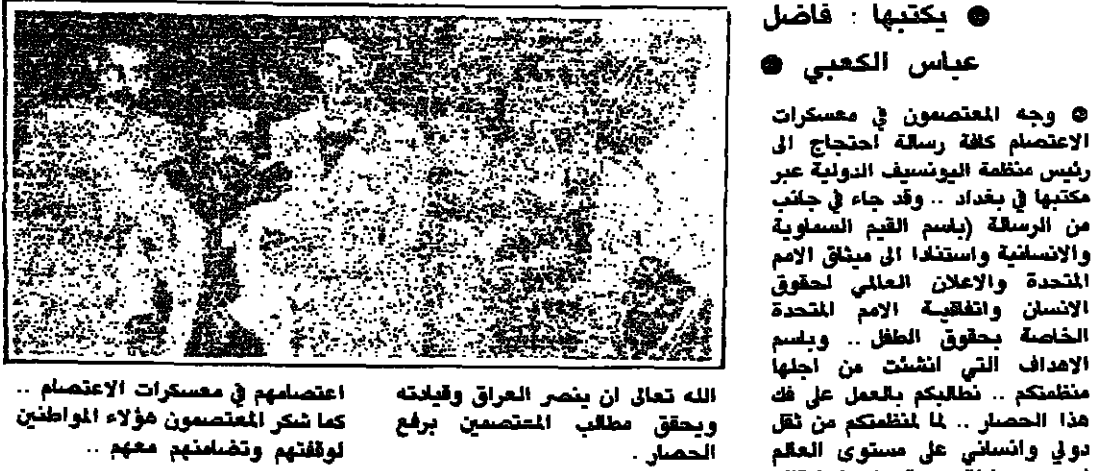 ● يكتبها : فاضل
عباس الكعبي ●
● وجه المعتصمون في معسكرات
الاعتصام كافة رسالة احتجاج الى
رئيس منظمة اليونسيف الدولية عبر
مكتبها في بغداد .. وقد جاء في جانب
من الرسالة (باسم القيم السماوية
والانسانية واستنادا الى ميثاق الامم
المتحدة والاعلان العالمي لحقوق
الانسان واتفاقية الامم المتحدة
الخاصة بحقوق الطفل .. وباسم
الاهداف التي انشئت من اجلها
منظمتكم .. نطالبكم بالعمل على فك
هذا الحصار .. لما لمنظمتكم من ثقل
دولي وانساني على مستوى العالم
الله تعالى ان ينصر العراق وقيادته
ويحقق مطالب المعتصمين برفع
الحصار .
اعتصامهم في معسكرات الاعتصام ..
كما شكر المعتصمون هؤلاء المواطنين
لوقفتهم وتضامنهم معهم ..